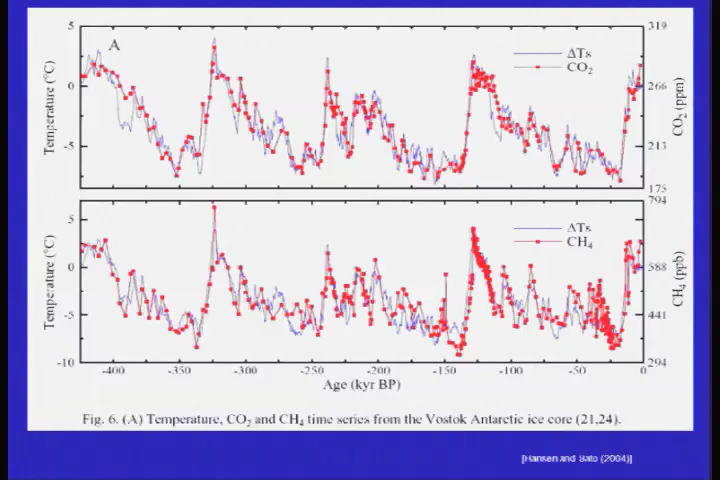 A
ΔTs
CO₂
5
0
-5
Temperature (°C)
319
266
213
175
CO₂ (ppm)
ΔTs
CH₄
5
0
-5
-10
Temperature (°C)
794
588
441
294
CH₄ (ppb)
-400 -350 -300 -250 -200 -150 -100 -50 0
Age (kyr BP)
Fig. 6. (A) Temperature, CO₂ and CH₄ time series from the Vostok Antarctic ice core (21,24).
[Hansen and Sato (2004)]